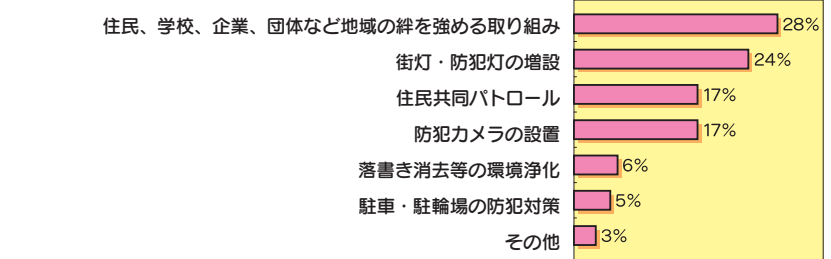 住民、学校、企業、団体など地域の絆を強める取り組み 28%
街灯・防犯灯の増設 24%
住民共同パトロール 17%
防犯カメラの設置 17%
落書き消去等の環境浄化 6%
駐車・駐輪場の防犯対策 5%
その他 3%